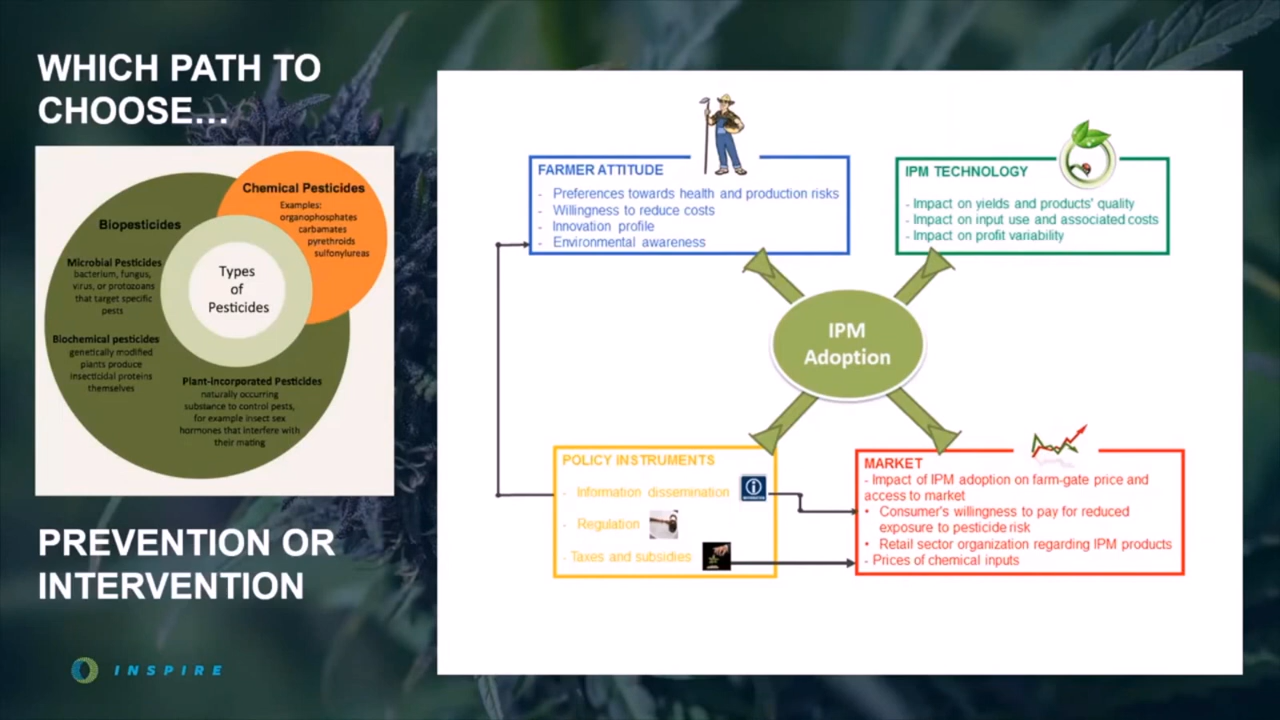 WHICH PATH TO
CHOOSE...
Chemical Pesticides
Examples:
organophosphates
carbamates
pyrethroids
sulfonylureas
Biopesticides
Microbial Pesticides
bacterium, fungus,
virus, or protozoans
that target specific
pests
Types
of
Pesticides
Biochemical pesticides
genetically modified
plants produce
insecticidal proteins
themselves
Plant-incorporated Pesticides
naturally occurring
substance to control pests,
for example insect sex
hormones that interfere with
their mating
PREVENTION OR
INTERVENTION
INSPIRE
FARMER ATTITUDE
- Preferences towards health and production risks
- Willingness to reduce costs
- Innovation profile
- Environmental awareness
IPM TECHNOLOGY
- Impact on yields and products' quality
- Impact on input use and associated costs
- Impact on profit variability
IPM
Adoption
POLICY INSTRUMENTS
- Information dissemination
- Regulation
- Taxes and subsidies
MARKET
- Impact of IPM adoption on farm-gate price and
access to market
• Consumer's willingness to pay for reduced
exposure to pesticide risk
• Retail sector organization regarding IPM products
- Prices of chemical inputs